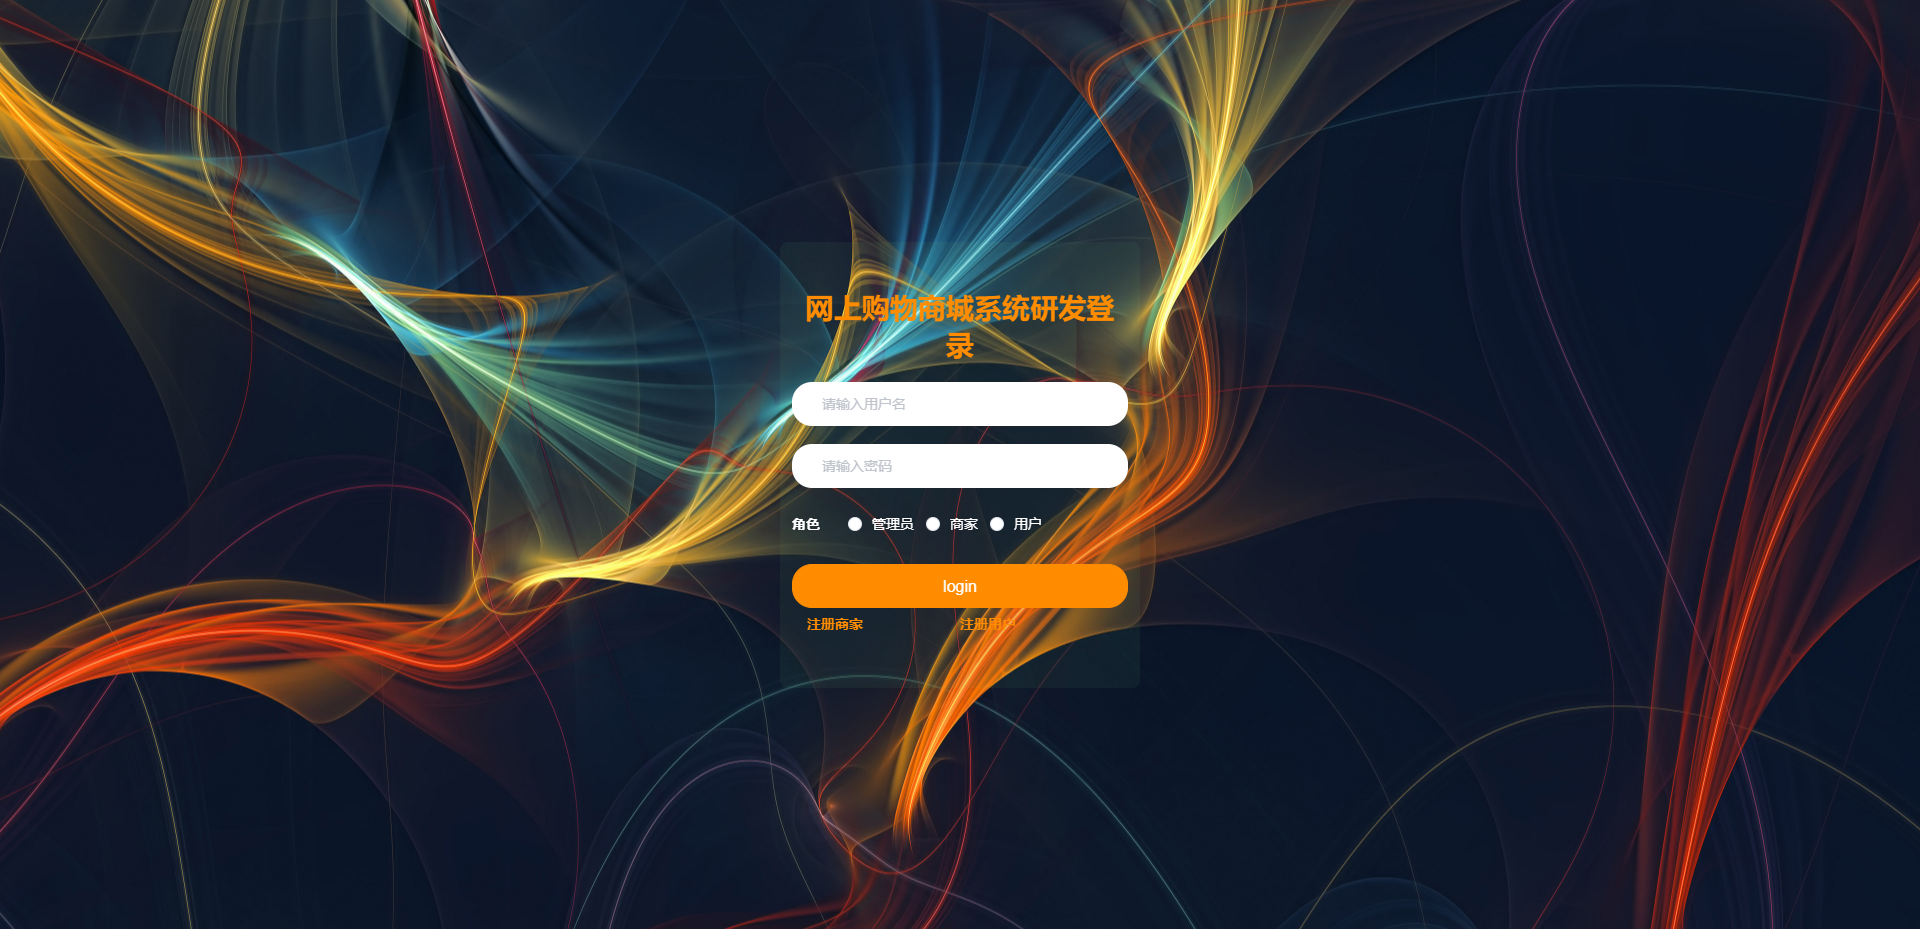 网上购物商城系统研发登
录
请输入用户名
请输入密码
角色 管理员 商家 用户
login
注册商家 注册用户